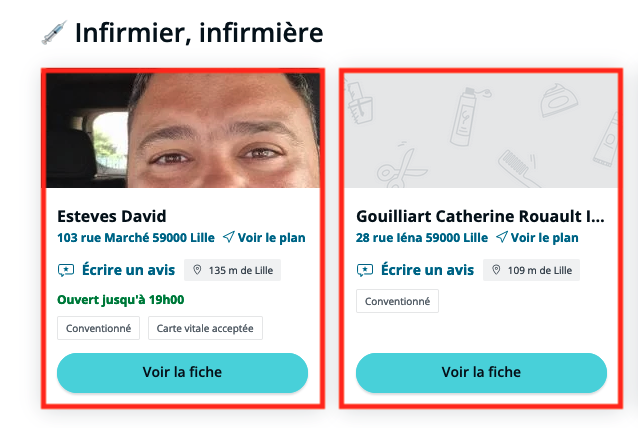 Infirmier, infirmière
Esteves David
103 rue Marché 59000 Lille Voir le plan
Écrire un avis 135 m de Lille
Ouvert jusqu'à 19h00
Conventionné Carte vitale acceptée
Voir la fiche
Gouilliart Catherine Rouault I...
28 rue Iéna 59000 Lille Voir le plan
Écrire un avis 109 m de Lille
Conventionné
Voir la fiche